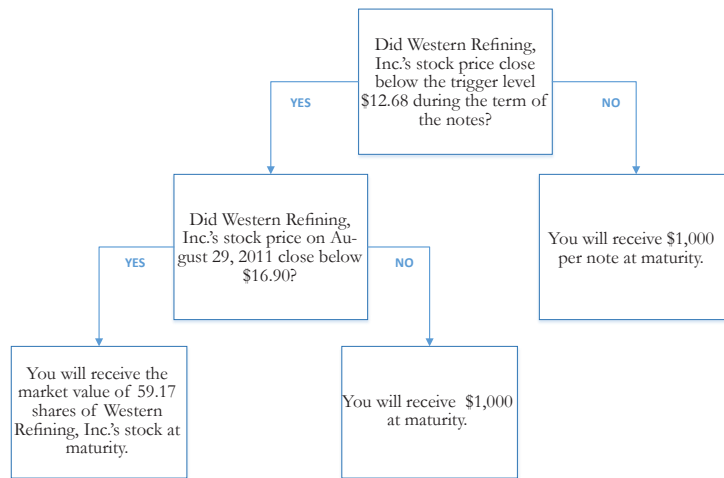 Did Western Refining,
Inc.'s stock price close
below the trigger level
$12.68 during the term of
the notes?
YES
NO
Did Western Refining,
Inc.'s stock price on Au-
gust 29, 2011 close below
$16.90?
You will receive $1,000
per note at maturity.
YES
NO
You will receive the
market value of 59.17
shares of Western
Refining, Inc.'s stock at
maturity.
You will receive  $1,000
at maturity.